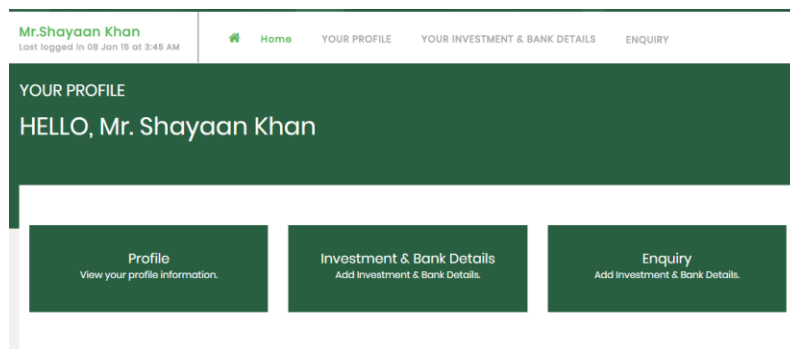 Mr.Shayaan Khan
Last logged in 08 Jan 15 at 3:45 AM
Home YOUR PROFILE YOUR INVESTMENT & BANK DETAILS ENQUIRY
YOUR PROFILE
HELLO, Mr. Shayaan Khan
Profile
View your profile information.
Investment & Bank Details
Add Investment & Bank Details.
Enquiry
Add Investment & Bank Details.